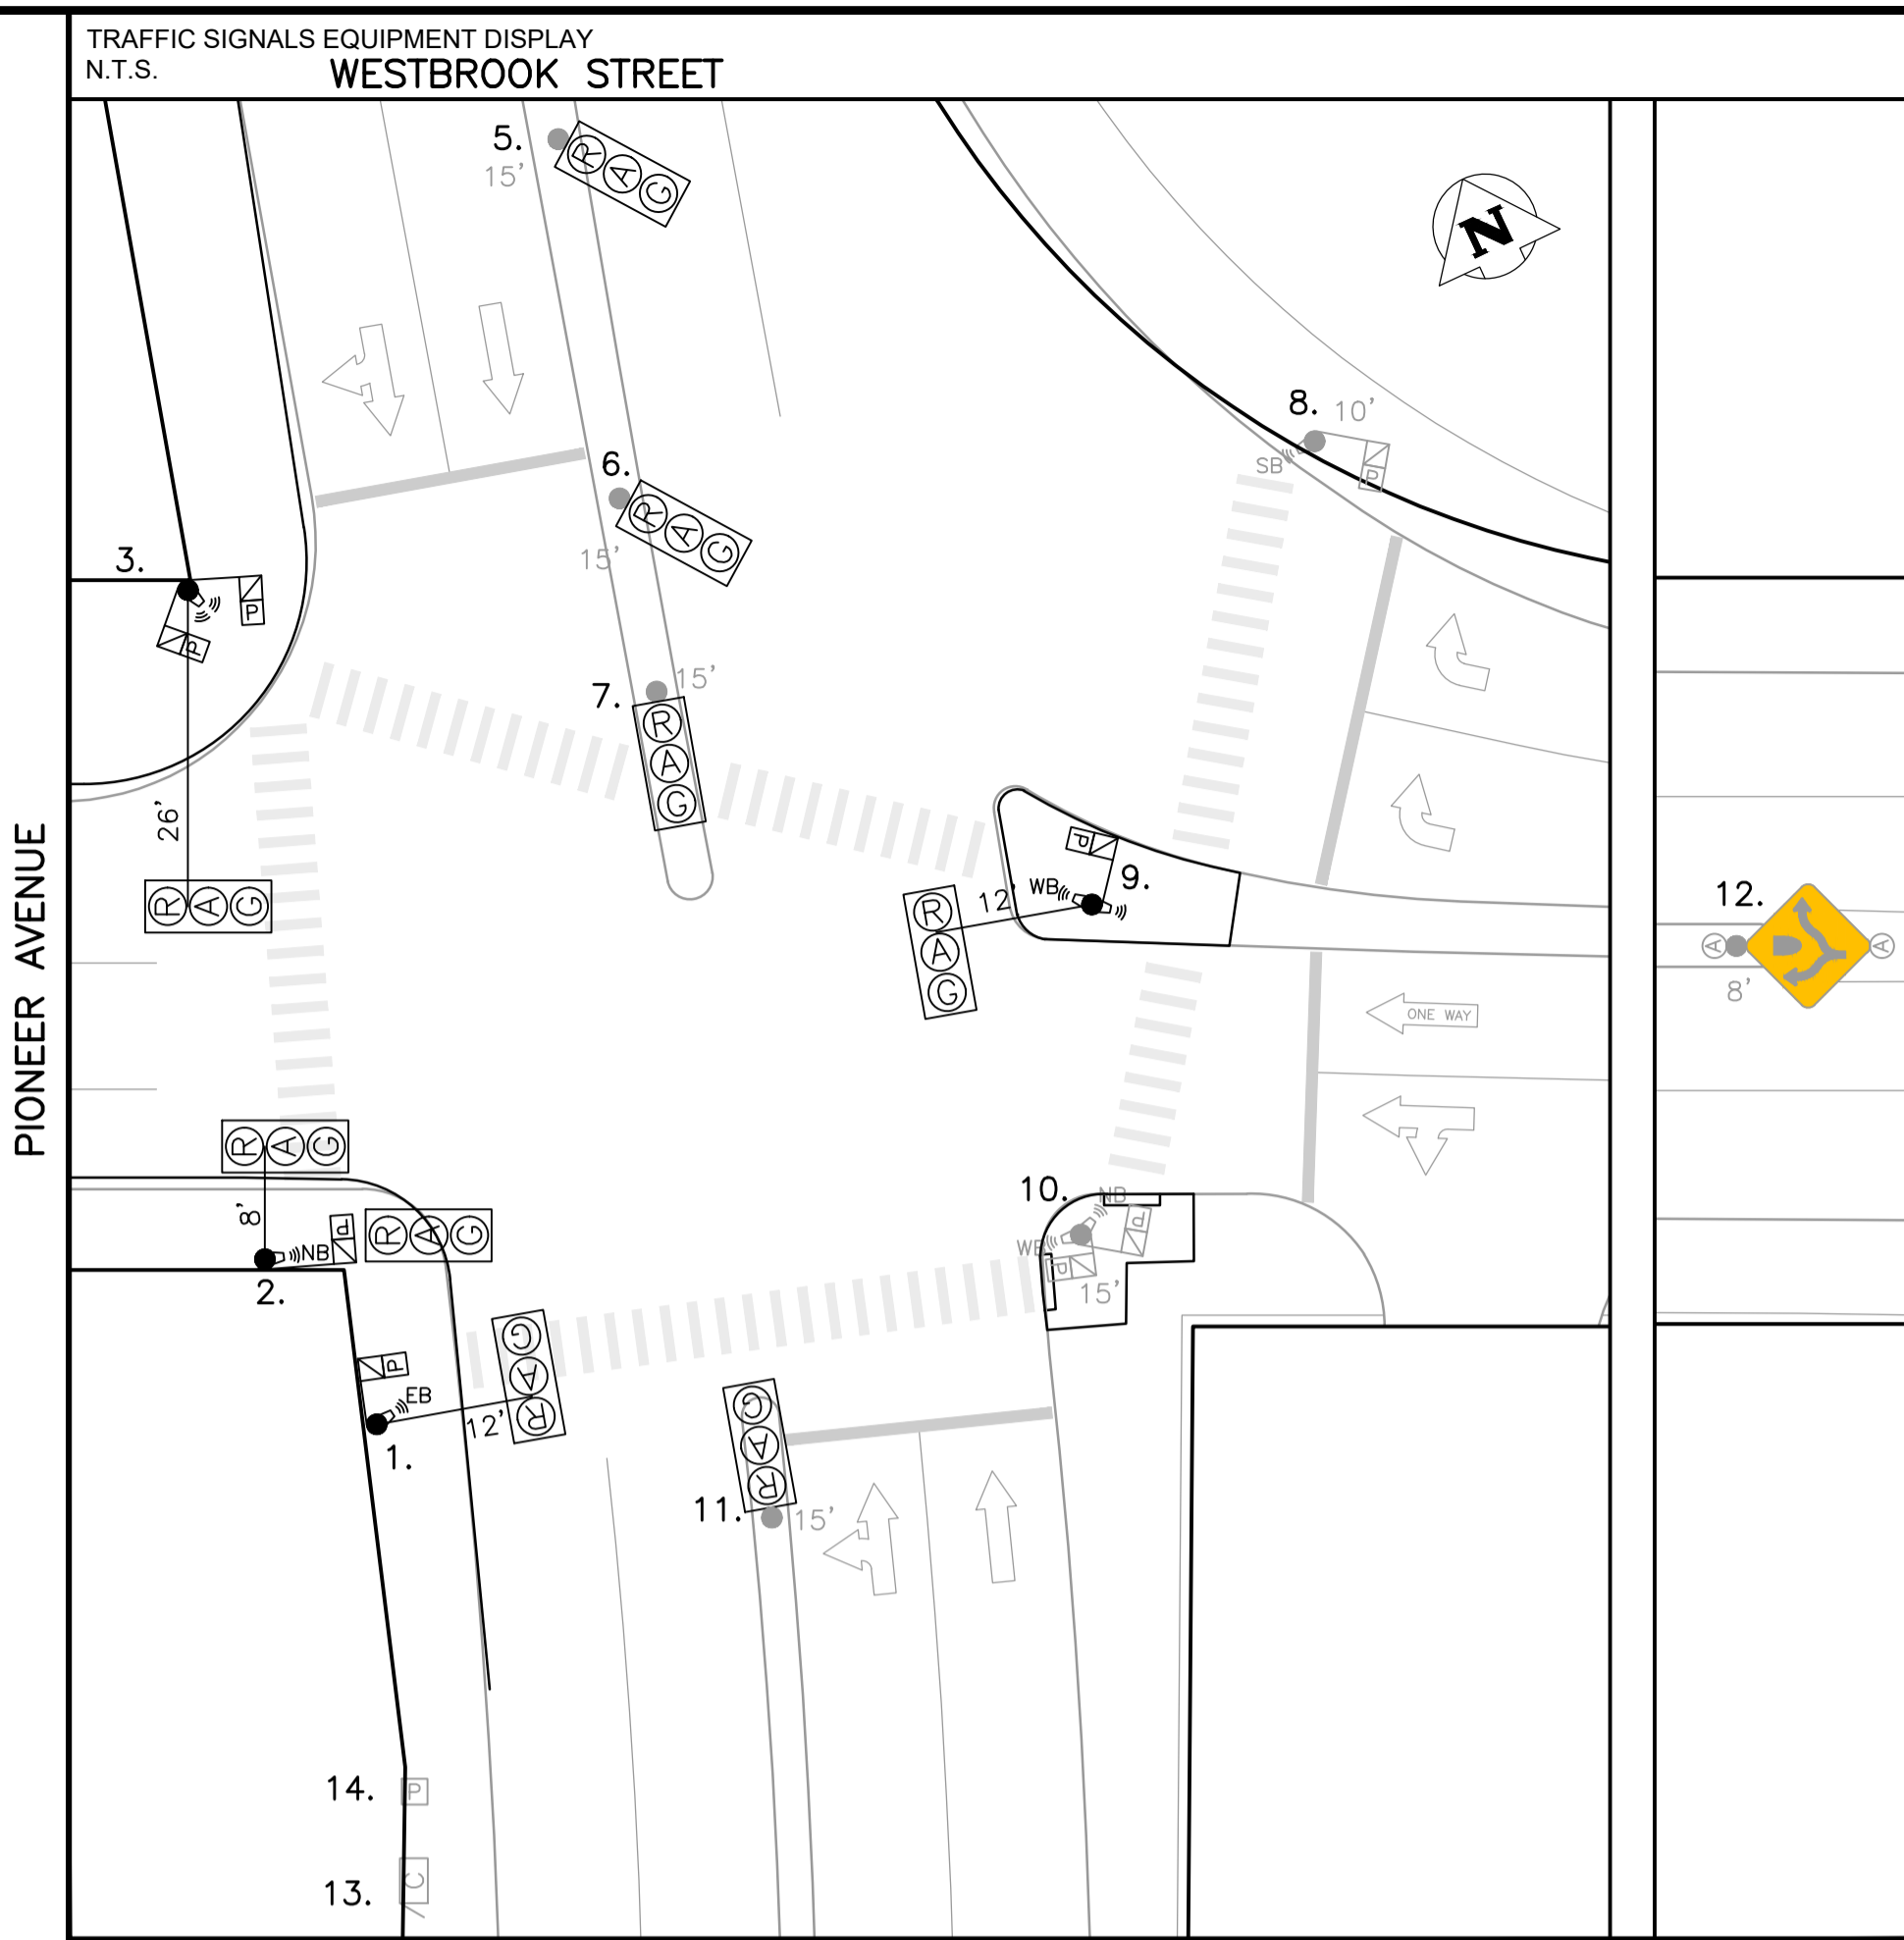 TRAFFIC SIGNALS EQUIPMENT DISPLAY
N.T.S. WESTBROOK STREET
PIONEER AVENUE
N
5.
15'
R A G
6.
15'
R A G
7.
15'
R A G
8. 10'
SB
P
3.
P
P
26'
R A G
P
9.
WB
12'
R A G
12.
A A
8'
ONE WAY
R A G
8'
NB
P
R A G
2.
10.
NB
WB
P
P
15'
R A G
P
EB
12'
1.
R A G
11.
15'
14.
P
13.
C